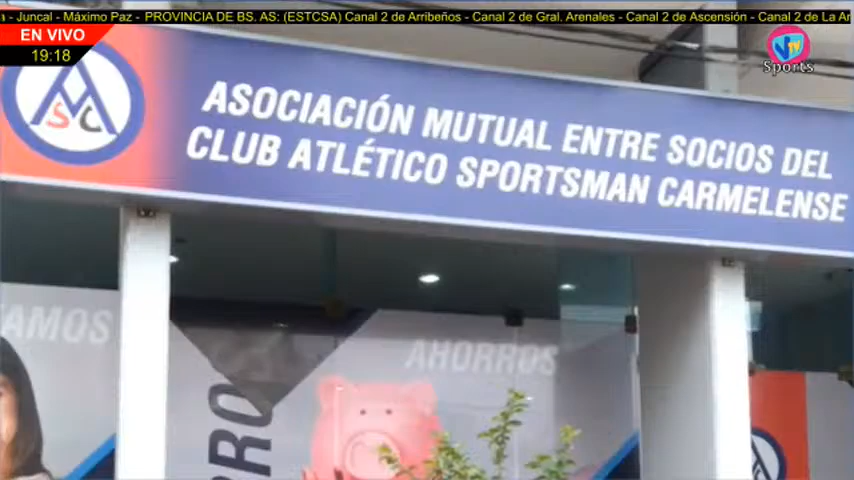 - Juncal - Máximo Paz - PROVINCIA DE BS. AS: (ESTCSA) Canal 2 de Arribeños - Canal 2 de Gral. Arenales - Canal 2 de Ascensión - Canal 2 de La
EN VIVO
19:18
Sports
ASOCIACIÓN MUTUAL ENTRE SOCIOS DEL
CLUB ATLÉTICO SPORTSMAN CARMELENSE
AHORROS